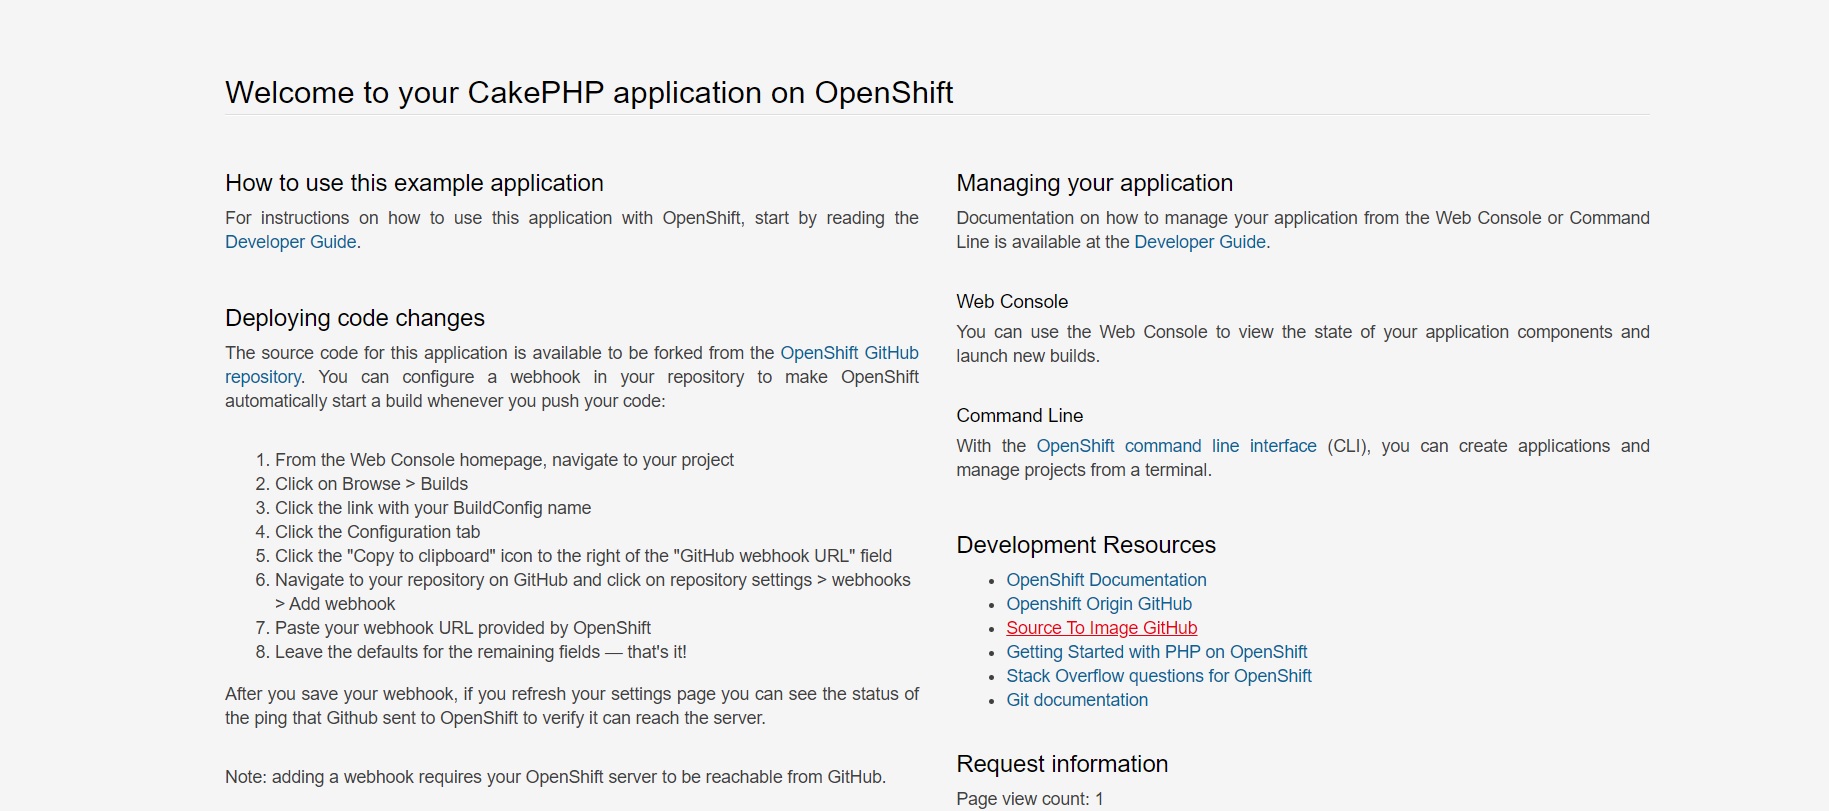 Welcome to your CakePHP application on OpenShift
How to use this example application
For instructions on how to use this application with OpenShift, start by reading the
Developer Guide.
Deploying code changes
The source code for this application is available to be forked from the OpenShift GitHub
repository. You can configure a webhook in your repository to make OpenShift
automatically start a build whenever you push your code:
1. From the Web Console homepage, navigate to your project
2. Click on Browse > Builds
3. Click the link with your BuildConfig name
4. Click the Configuration tab
5. Click the "Copy to clipboard" icon to the right of the "GitHub webhook URL" field
6. Navigate to your repository on GitHub and click on repository settings > webhooks
> Add webhook
7. Paste your webhook URL provided by OpenShift
8. Leave the defaults for the remaining fields — that's it!
After you save your webhook, if you refresh your settings page you can see the status of
the ping that Github sent to OpenShift to verify it can reach the server.
Note: adding a webhook requires your OpenShift server to be reachable from GitHub.
Managing your application
Documentation on how to manage your application from the Web Console or Command
Line is available at the Developer Guide.
Web Console
You can use the Web Console to view the state of your application components and
launch new builds.
Command Line
With the OpenShift command line interface (CLI), you can create applications and
manage projects from a terminal.
Development Resources
• OpenShift Documentation
• Openshift Origin GitHub
• Source To Image GitHub
• Getting Started with PHP on OpenShift
• Stack Overflow questions for OpenShift
• Git documentation
Request information
Page view count: 1